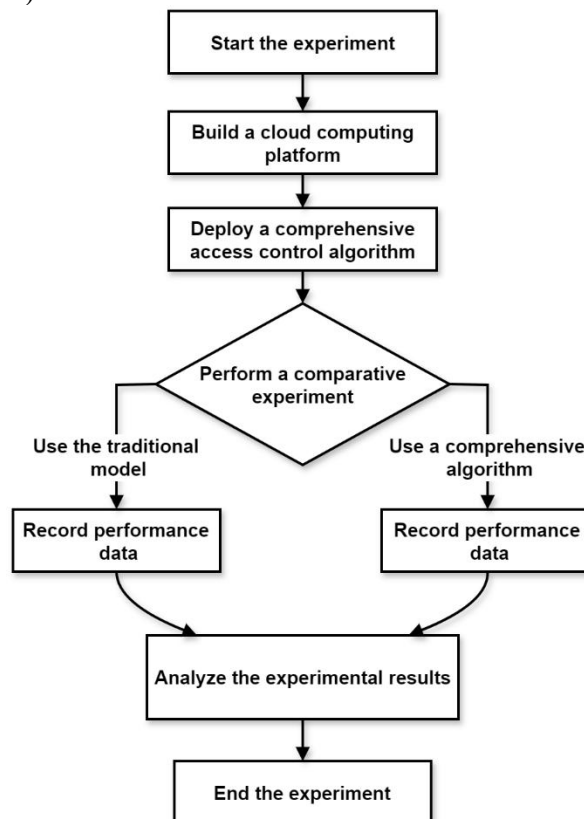 Start the experiment
Build a cloud computing
platform
Deploy a comprehensive
access control algorithm
Perform a comparative
experiment
Use the traditional
model
Use a comprehensive
algorithm
Record performance
data
Record performance
data
Analyze the experimental results
End the experiment